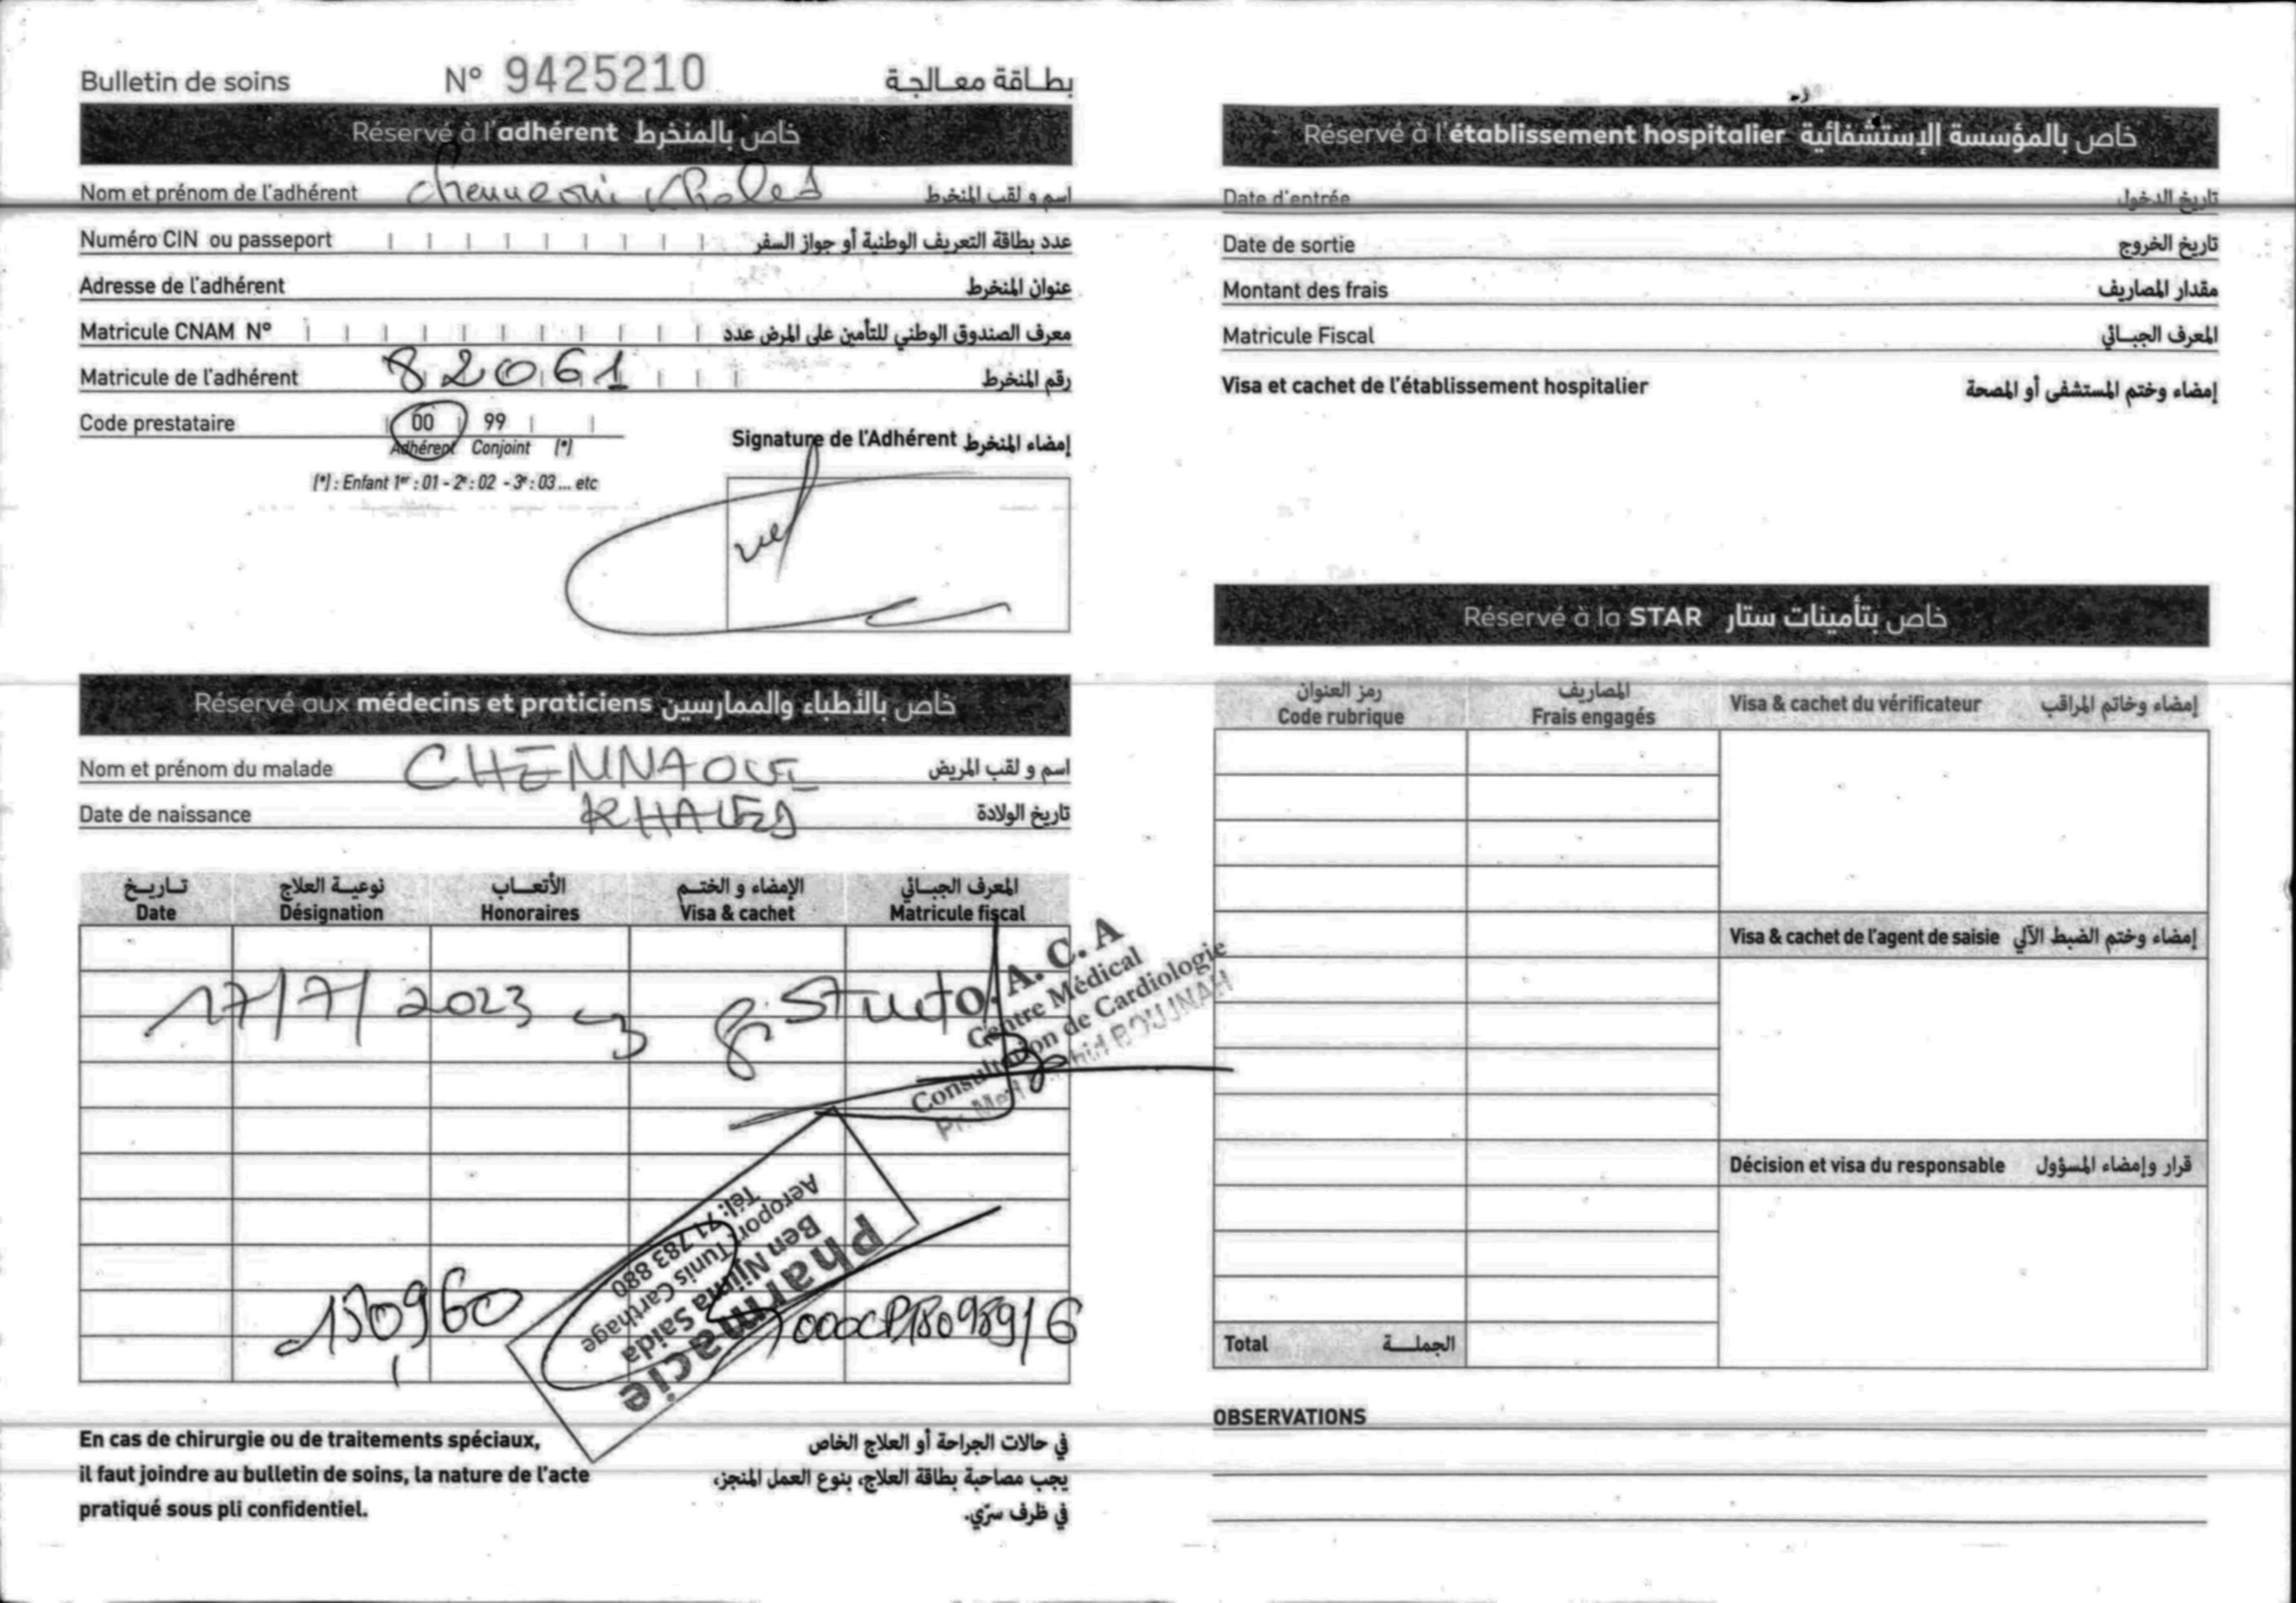 Bulletin de soins N° 9425210 بطاقة معالجة
Réservé à l'adhérent خاص بالمنخرط
Nom et prénom de l'adhérent Chennaoui Khaled اسم و لقب المنخرط
Numéro CIN ou passeport عدد بطاقة التعريف الوطنية أو جواز السفر
Adresse de l'adhérent عنوان المنخرط
Matricule CNAM N° معرف الصندوق الوطني للتأمين على المرض عدد
Matricule de l'adhérent 82061 رقم المنخرط
Code prestataire 00 99
Adhérent Conjoint (*)
(*) : Enfant 1er : 01 - 2e : 02 - 3e : 03 ... etc
Signature de l'Adhérent إمضاء المنخرط
Réservé aux médecins et praticiens خاص بالأطباء والممارسين
Nom et prénom du malade CHENNAOUI اسم و لقب المريض
Date de naissance KHALED تاريخ الولادة
تاريخ نوعية العلاج الأتعاب الإمضاء و الختم المعرف الجبائي
Date Désignation Honoraires Visa & cachet Matricule fiscal
17/7/2023
O.A.C.A
Centre Médical
Consultation de Cardiologie
Pharmacie
Ben Njima Saida
Aeroport Tunis Carthage
Tél: 71 783 880
150,960
En cas de chirurgie ou de traitements spéciaux,
il faut joindre au bulletin de soins, la nature de l'acte
pratiqué sous pli confidentiel.
في حالات الجراحة أو العلاج الخاص
يجب مصاحبة بطاقة العلاج، بنوع العمل المنجز،
في ظرف سرّي.
Réservé à l'établissement hospitalier خاص بالمؤسسة الإستشفائية
Date d'entrée تاريخ الدخول
Date de sortie تاريخ الخروج
Montant des frais مقدار المصاريف
Matricule Fiscal المعرف الجبائي
Visa et cachet de l'établissement hospitalier إمضاء وختم المستشفى أو المصحة
Réservé à la STAR خاص بتأمينات ستار
رمز العنوان المصاريف
Code rubrique Frais engagés Visa & cachet du vérificateur إمضاء وخاتم المراقب
Visa & cachet de l'agent de saisie إمضاء وختم الضبط الآلي
Décision et visa du responsable قرار وإمضاء المسؤول
Total الجملة
OBSERVATIONS